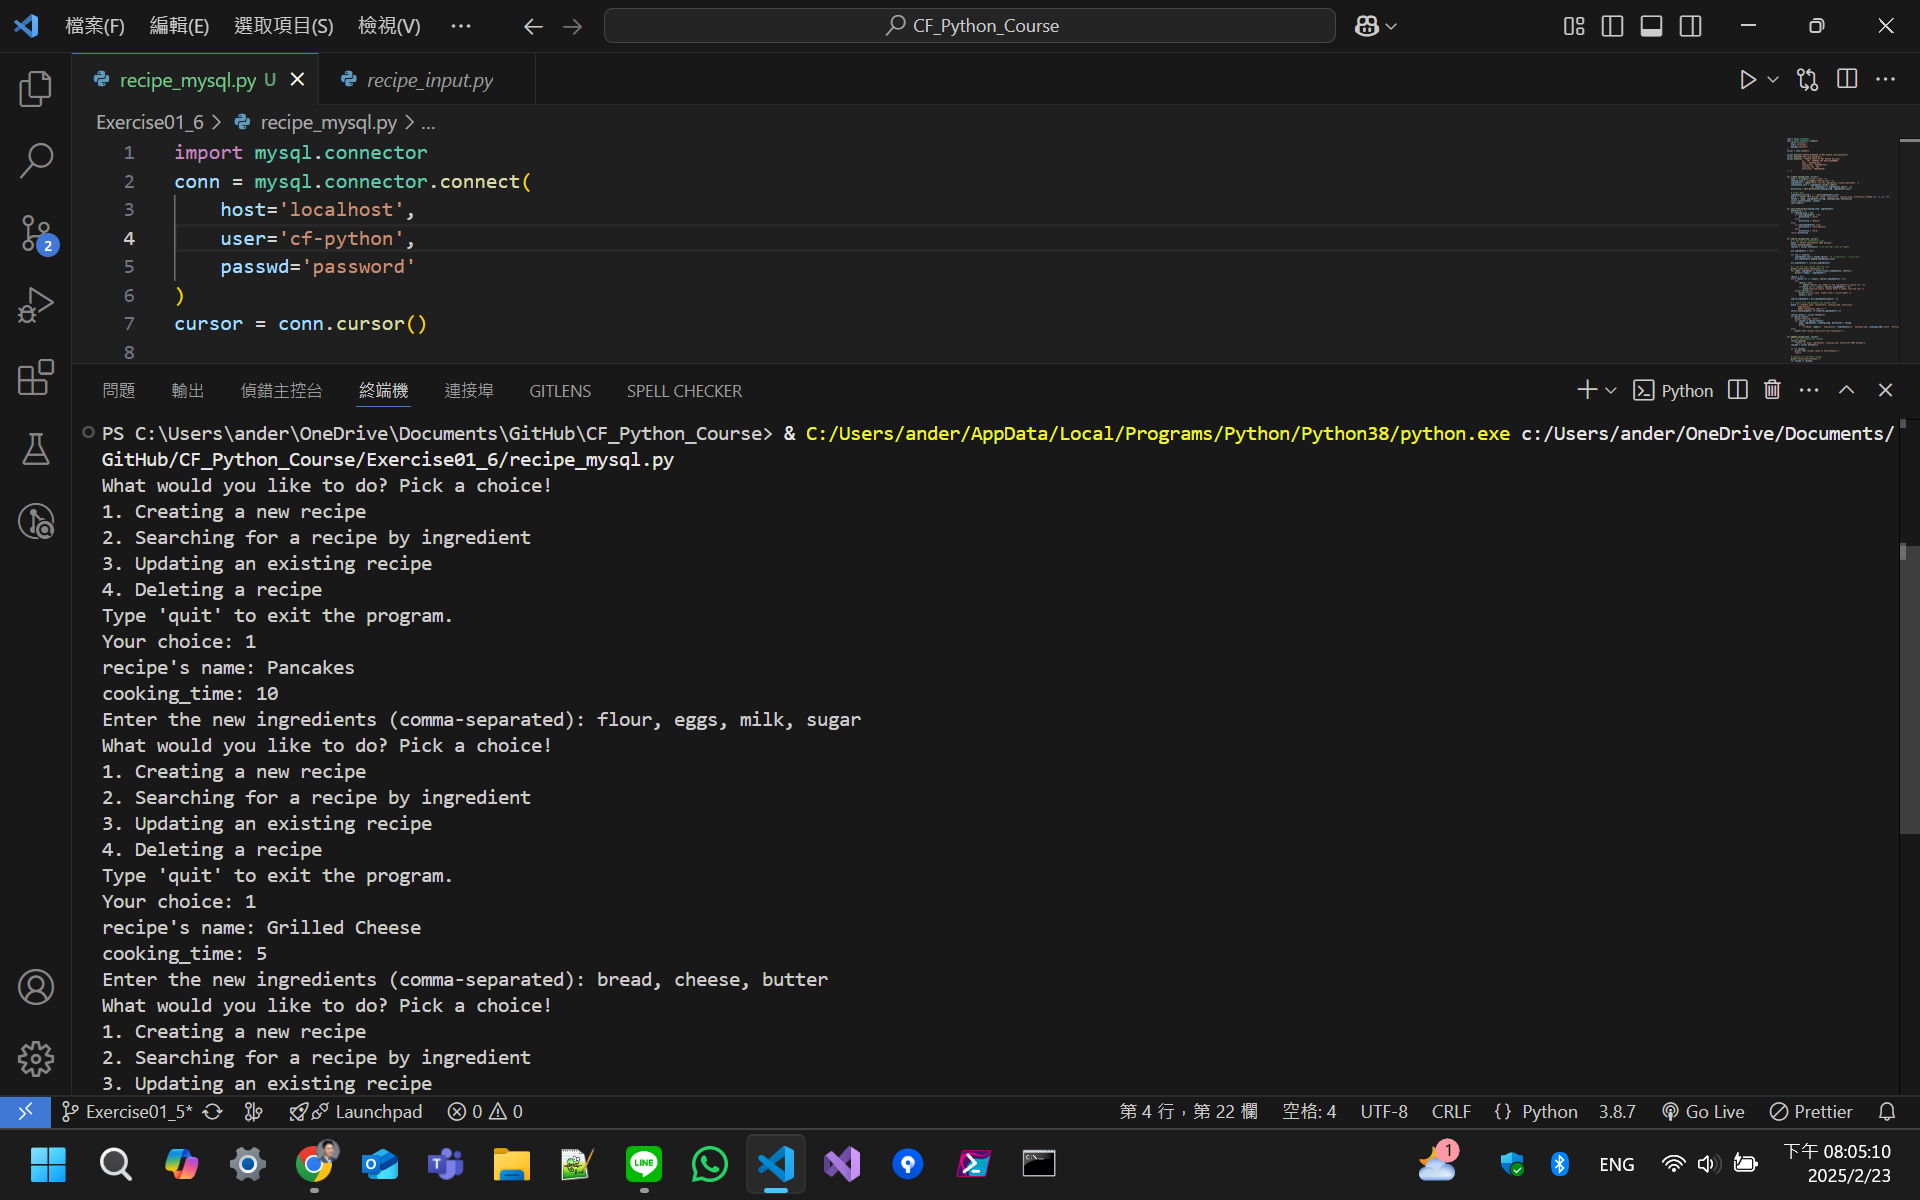 檔案(F) 編輯(E) 選取項目(S) 檢視(V) ··· CF_Python_Course
recipe_mysql.py U recipe_input.py
Exercise01_6 > recipe_mysql.py > ...
1 import mysql.connector
2 conn = mysql.connector.connect(
3 host='localhost',
4 user='cf-python',
5 passwd='password'
6 )
7 cursor = conn.cursor()
8
問題 輸出 偵錯主控台 終端機 連接埠 GITLENS SPELL CHECKER Python
PS C:\Users\ander\OneDrive\Documents\GitHub\CF_Python_Course> & C:/Users/ander/AppData/Local/Programs/Python/Python38/python.exe c:/Users/ander/OneDrive/Documents/
GitHub/CF_Python_Course/Exercise01_6/recipe_mysql.py
What would you like to do? Pick a choice!
1. Creating a new recipe
2. Searching for a recipe by ingredient
3. Updating an existing recipe
4. Deleting a recipe
Type 'quit' to exit the program.
Your choice: 1
recipe's name: Pancakes
cooking_time: 10
Enter the new ingredients (comma-separated): flour, eggs, milk, sugar
What would you like to do? Pick a choice!
1. Creating a new recipe
2. Searching for a recipe by ingredient
3. Updating an existing recipe
4. Deleting a recipe
Type 'quit' to exit the program.
Your choice: 1
recipe's name: Grilled Cheese
cooking_time: 5
Enter the new ingredients (comma-separated): bread, cheese, butter
What would you like to do? Pick a choice!
1. Creating a new recipe
2. Searching for a recipe by ingredient
3. Updating an existing recipe
2
Exercise01_5* Launchpad 0 0 第 4 行，第 22 欄 空格: 4 UTF-8 CRLF {} Python 3.8.7 Go Live Prettier
LINE 1 ENG 下午 08:05:10
2025/2/23